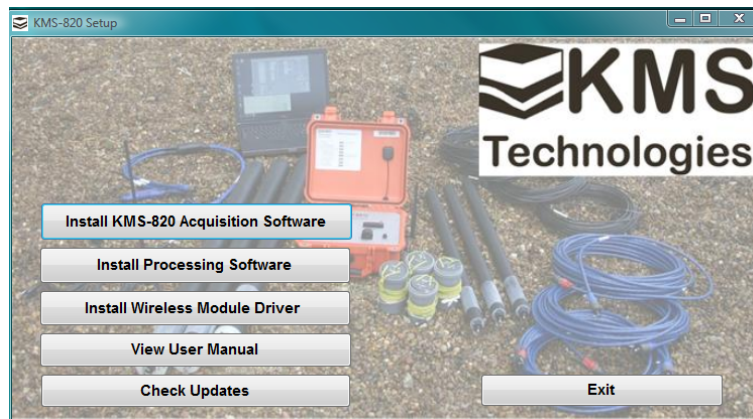 KMS-820 Setup
KMS
Technologies
Install KMS-820 Acquisition Software
Install Processing Software
Install Wireless Module Driver
View User Manual
Check Updates
Exit